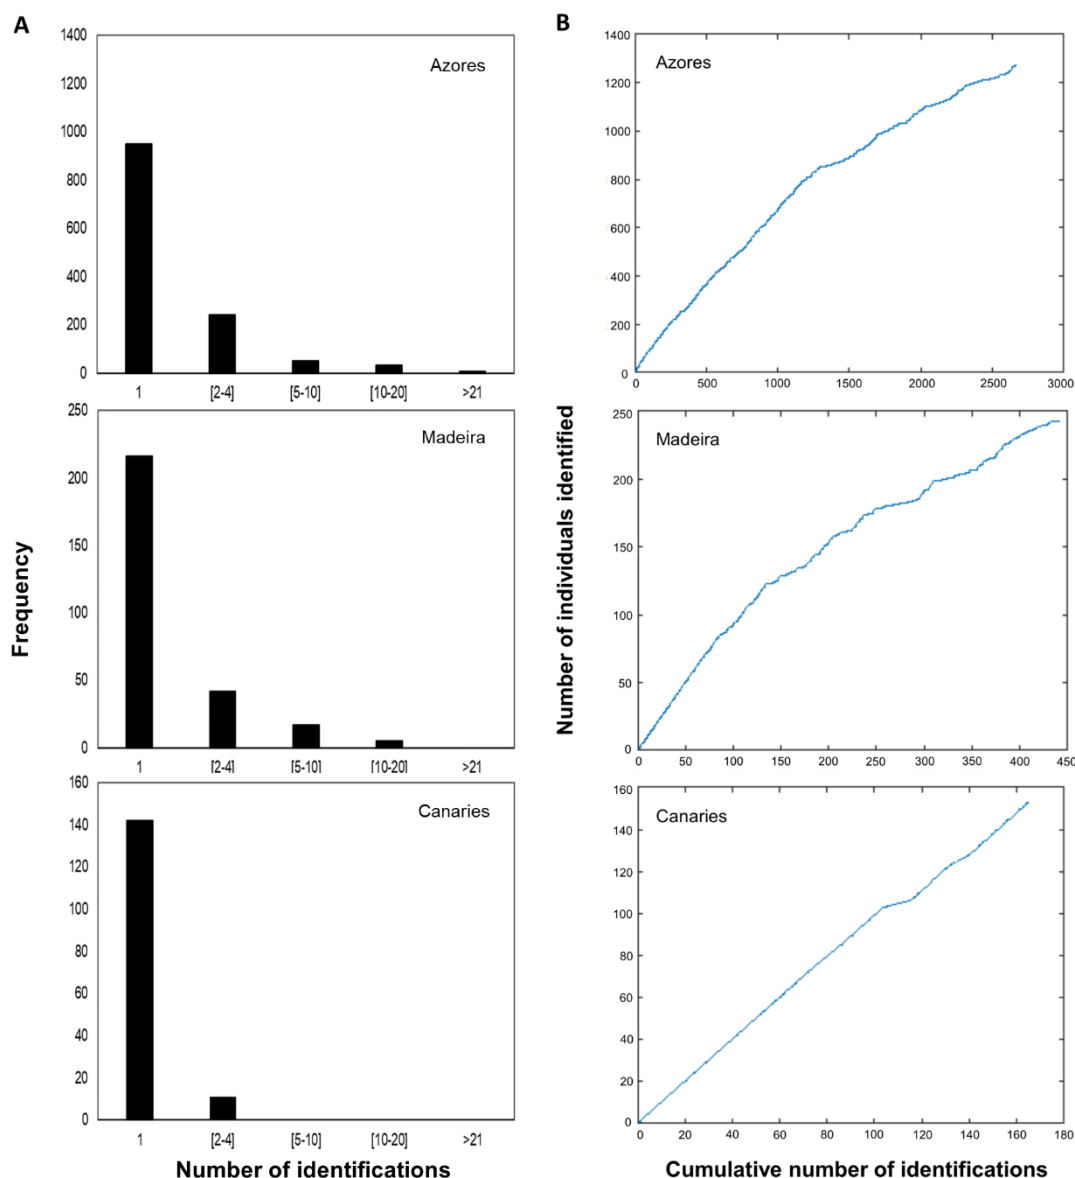 A
1400
1200
1000
800
600
400
200
0
Azores
1 [2-4] [5-10] [10-20] >21
250
200
150
100
50
0
Madeira
1 [2-4] [5-10] [10-20] >21
160
140
120
100
80
60
40
20
0
Canaries
1 [2-4] [5-10] [10-20] >21
Frequency
Number of identifications
B
1400
1200
1000
800
600
400
200
0
Azores
0 500 1000 1500 2000 2500 3000
250
200
150
100
50
0
Madeira
0 50 100 150 200 250 300 350 400 450
160
140
120
100
80
60
40
20
0
Canaries
0 20 40 60 80 100 120 140 160 180
Number of individuals identified
Cumulative number of identifications